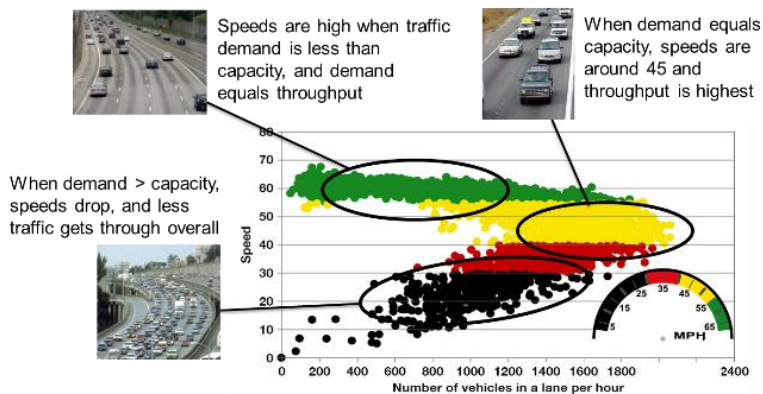 Speeds are high when traffic
demand is less than
capacity, and demand
equals throughput
When demand equals
capacity, speeds are
around 45 and
throughput is highest
When demand > capacity,
speeds drop, and less
traffic gets through overall
80
70
60
50
40
30
20
10
0
Speed
0 200 400 600 800 1000 1200 1400 1600 1800 2400
Number of vehicles in a lane per hour
5 15 25 35 45 55 65
MPH